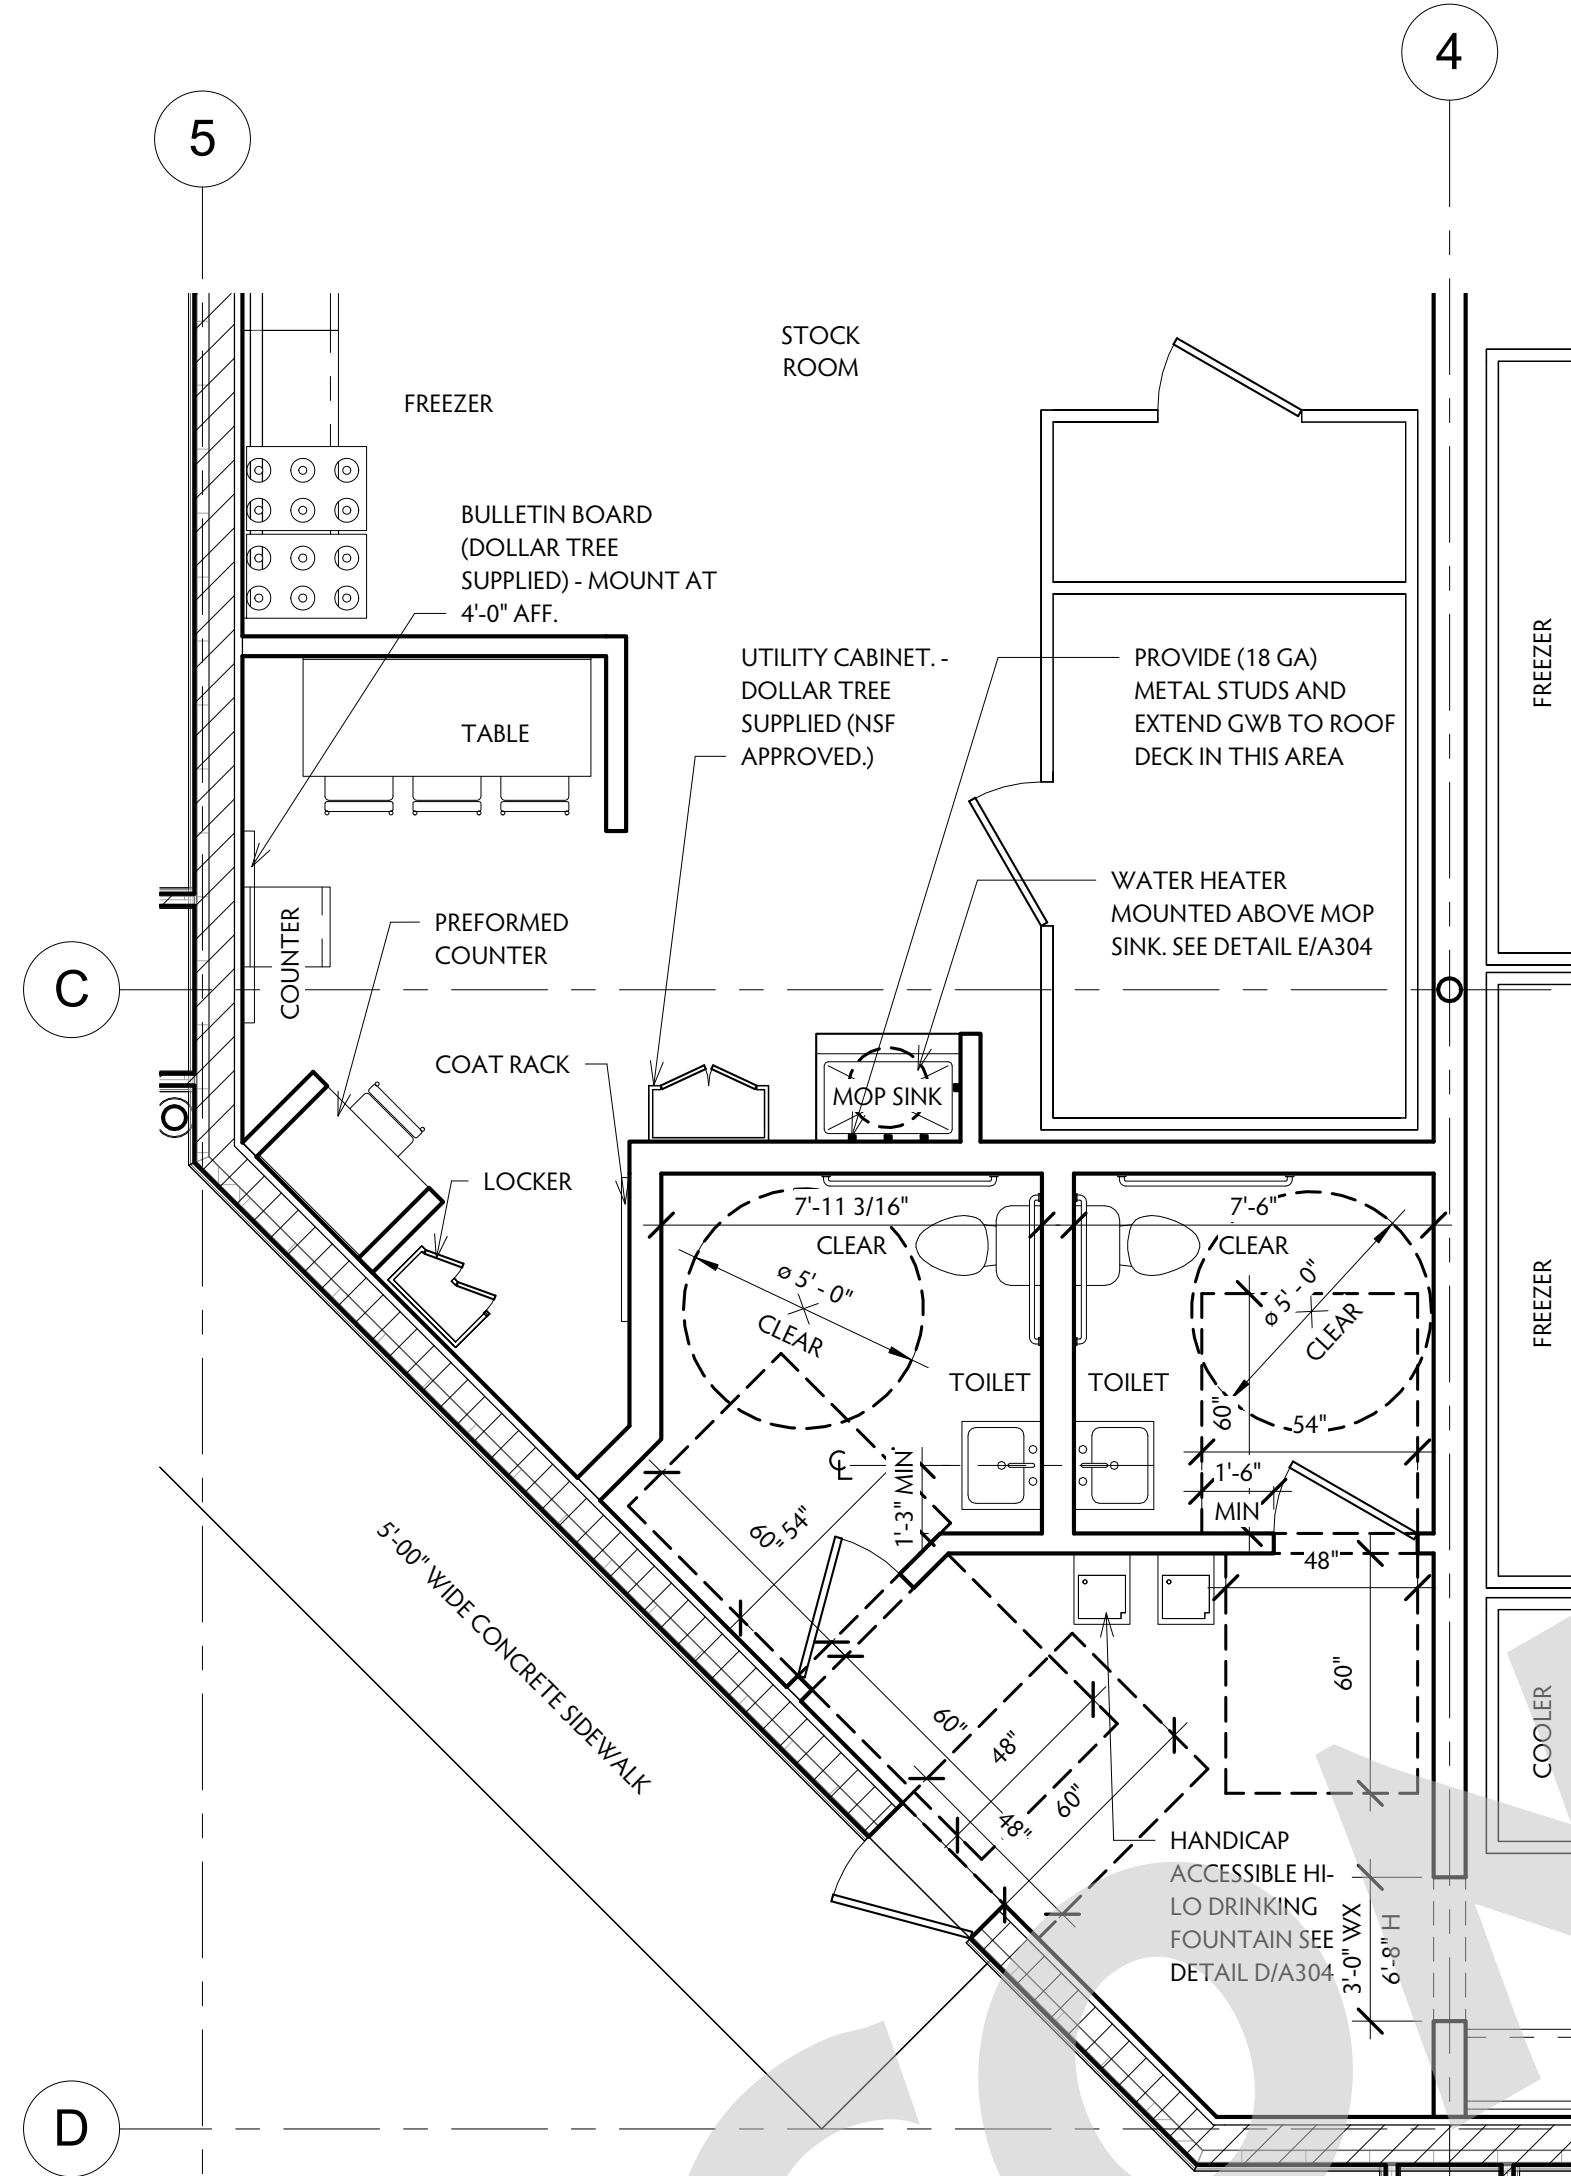 4
5
STOCK
ROOM
FREEZER
BULLETIN BOARD
(DOLLAR TREE
SUPPLIED) - MOUNT AT
4'-0" AFF.
FREEZER
UTILITY CABINET. -
DOLLAR TREE
SUPPLIED (NSF
APPROVED.)
PROVIDE (18 GA)
METAL STUDS AND
EXTEND GWB TO ROOF
DECK IN THIS AREA
TABLE
WATER HEATER
MOUNTED ABOVE MOP
SINK. SEE DETAIL E/A304
PREFORMED
COUNTER
COUNTER
C
COAT RACK
MOP SINK
LOCKER
7'-11 3/16"
CLEAR
7'-6"
CLEAR
ø 5' - 0"
CLEAR
ø 5' - 0"
CLEAR
FREEZER
TOILET
TOILET
60"
54"
1'-6"
MIN
℄
1'-3" MIN
60"
54"
48"
5'-00" WIDE CONCRETE SIDEWALK
60"
60"
48"
60"
48"
COOLER
HANDICAP
ACCESSIBLE HI-
LO DRINKING
FOUNTAIN SEE
DETAIL D/A304
3'-0" WX
6'-8" H
D